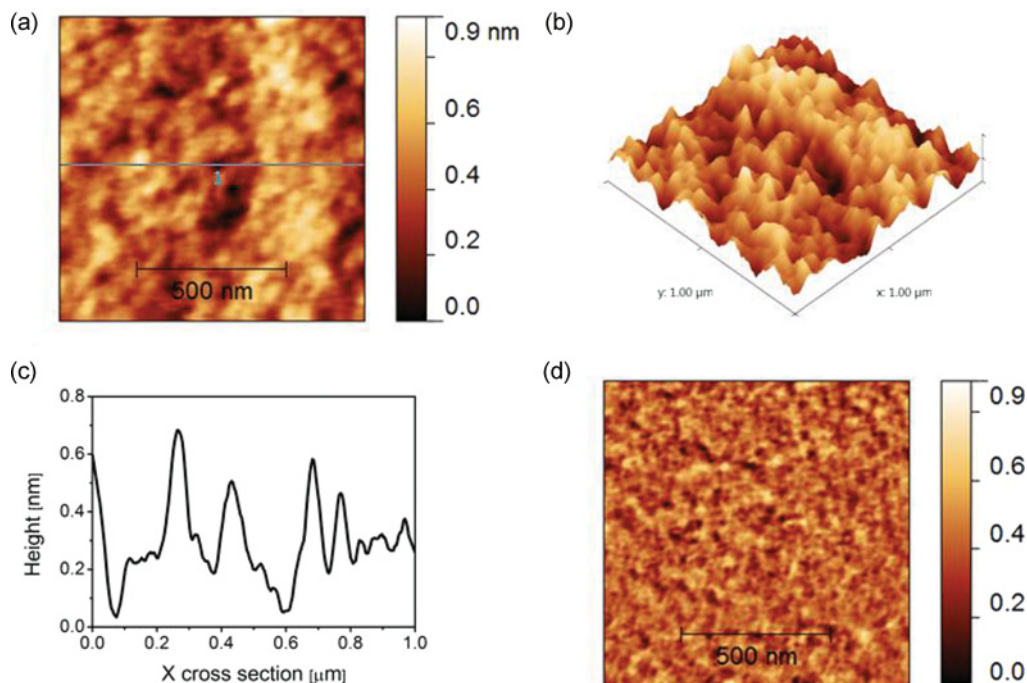 (a)
0.9 nm
0.6
0.4
0.2
0.0
1
500 nm
(b)
y: 1.00 µm
x: 1.00 µm
(c)
0.8
0.6
0.4
0.2
0.0
Height [nm]
0.0 0.2 0.4 0.6 0.8 1.0
X cross section [µm]
(d)
0.9
0.6
0.4
0.2
0.0
500 nm